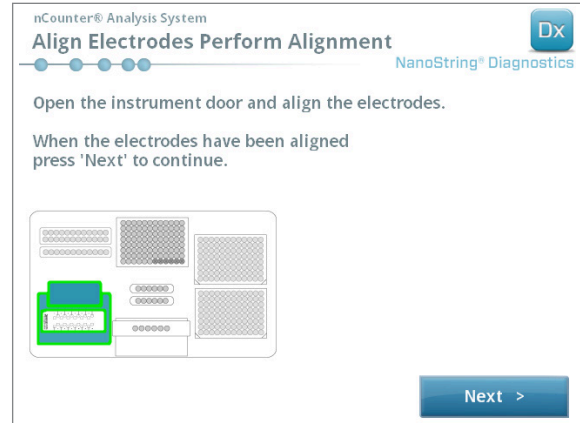 nCounter® Analysis System
Align Electrodes Perform Alignment
Dx
NanoString® Diagnostics
Open the instrument door and align the electrodes.
When the electrodes have been aligned
press 'Next' to continue.
Next >